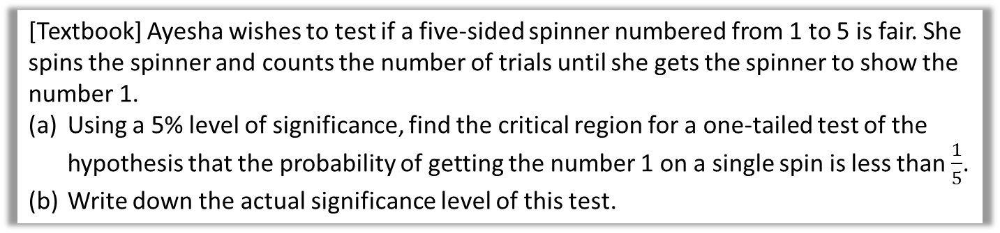 [Textbook] Ayesha wishes to test if a five-sided spinner numbered from 1 to 5 is fair. She
spins the spinner and counts the number of trials until she gets the spinner to show the
number 1.
(a) Using a 5% level of significance, find the critical region for a one-tailed test of the
hypothesis that the probability of getting the number 1 on a single spin is less than 1/5.
(b) Write down the actual significance level of this test.